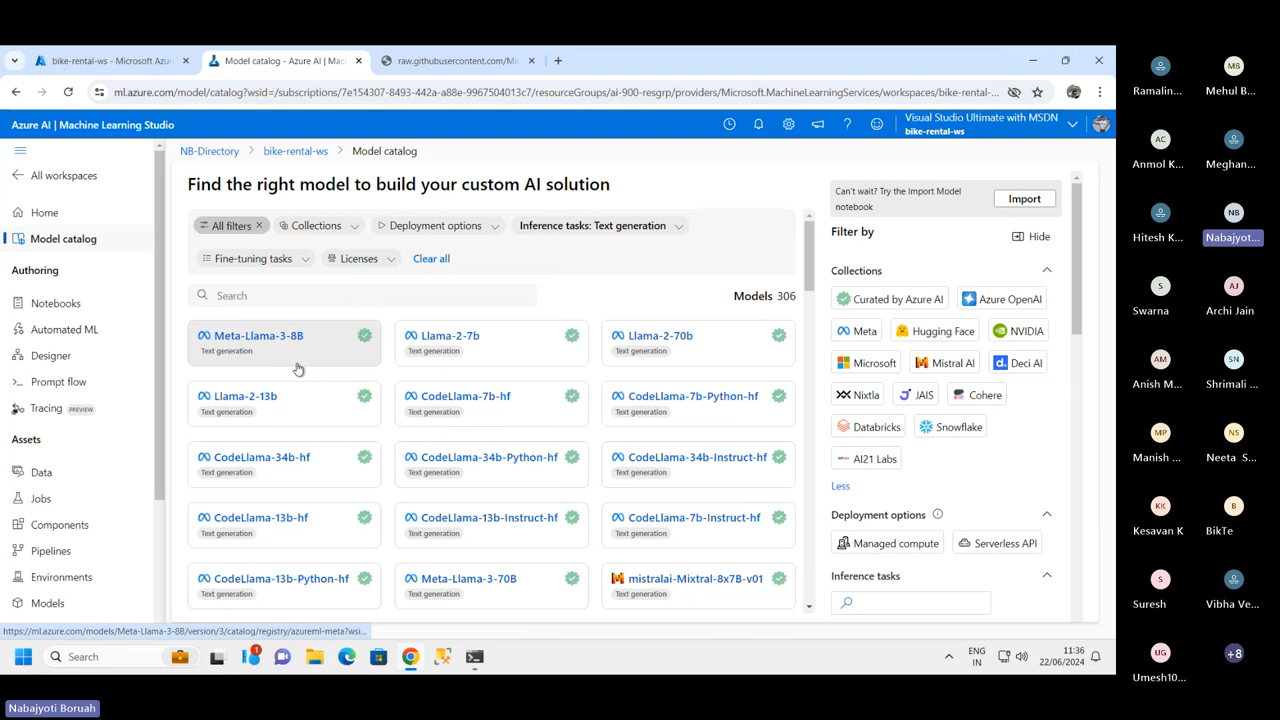 bike-rental-ws - Microsoft Azu
Model catalog - Azure AI | Mac
raw.githubusercontent.com/Mi
ml.azure.com/model/catalog?wsid=/subscriptions/7e154307-8493-442a-a88e-9967504013c7/resourceGroups/ai-900-resgrp/providers/Microsoft.MachineLearningServices/workspaces/bike-rental-ws-...
Azure AI | Machine Learning Studio
Visual Studio Ultimate with MSDN
bike-rental-ws
All workspaces
Home
Model catalog
Authoring
Notebooks
Automated ML
Designer
Prompt flow
Tracing PREVIEW
Assets
Data
Jobs
Components
Pipelines
Environments
Models
NB-Directory > bike-rental-ws > Model catalog
Find the right model to build your custom AI solution
All filters Collections Deployment options Inference tasks: Text generation
Fine-tuning tasks Licenses Clear all
Search
Models 306
Meta-Llama-3-8B
Text generation
Llama-2-7b
Text generation
Llama-2-70b
Text generation
Llama-2-13b
Text generation
CodeLlama-7b-hf
Text generation
CodeLlama-7b-Python-hf
Text generation
CodeLlama-34b-hf
Text generation
CodeLlama-34b-Python-hf
Text generation
CodeLlama-34b-Instruct-hf
Text generation
CodeLlama-13b-hf
Text generation
CodeLlama-13b-Instruct-hf
Text generation
CodeLlama-7b-Instruct-hf
Text generation
CodeLlama-13b-Python-hf
Text generation
Meta-Llama-3-70B
Text generation
mistralai-Mixtral-8x7B-v01
Text generation
Can't wait? Try the Import Model
notebook
Import
Filter by
Hide
Collections
Curated by Azure AI
Azure OpenAI
Meta
Hugging Face
NVIDIA
Microsoft
Mistral AI
Deci AI
Nixtla
JAIS
Cohere
Databricks
Snowflake
AI21 Labs
Less
Deployment options
Managed compute
Serverless API
Inference tasks
https://ml.azure.com/models/Meta-Llama-3-8B/version/3/catalog/registry/azureml-meta?wsi...
Search
1
ENG
IN
11:36
22/06/2024
Ramalin...
MB
Mehul B...
AC
Anmol K...
Meghan...
Hitesh K...
NB
Nabajyot...
S
Swarna
AJ
Archi Jain
AM
Anish M...
SN
Shrimali ...
MP
Manish ...
NS
Neeta S...
KK
Kesavan K
B
BikTe
S
Suresh
Vibha Ve...
UG
Umesh10...
+8
Nabajyoti Boruah